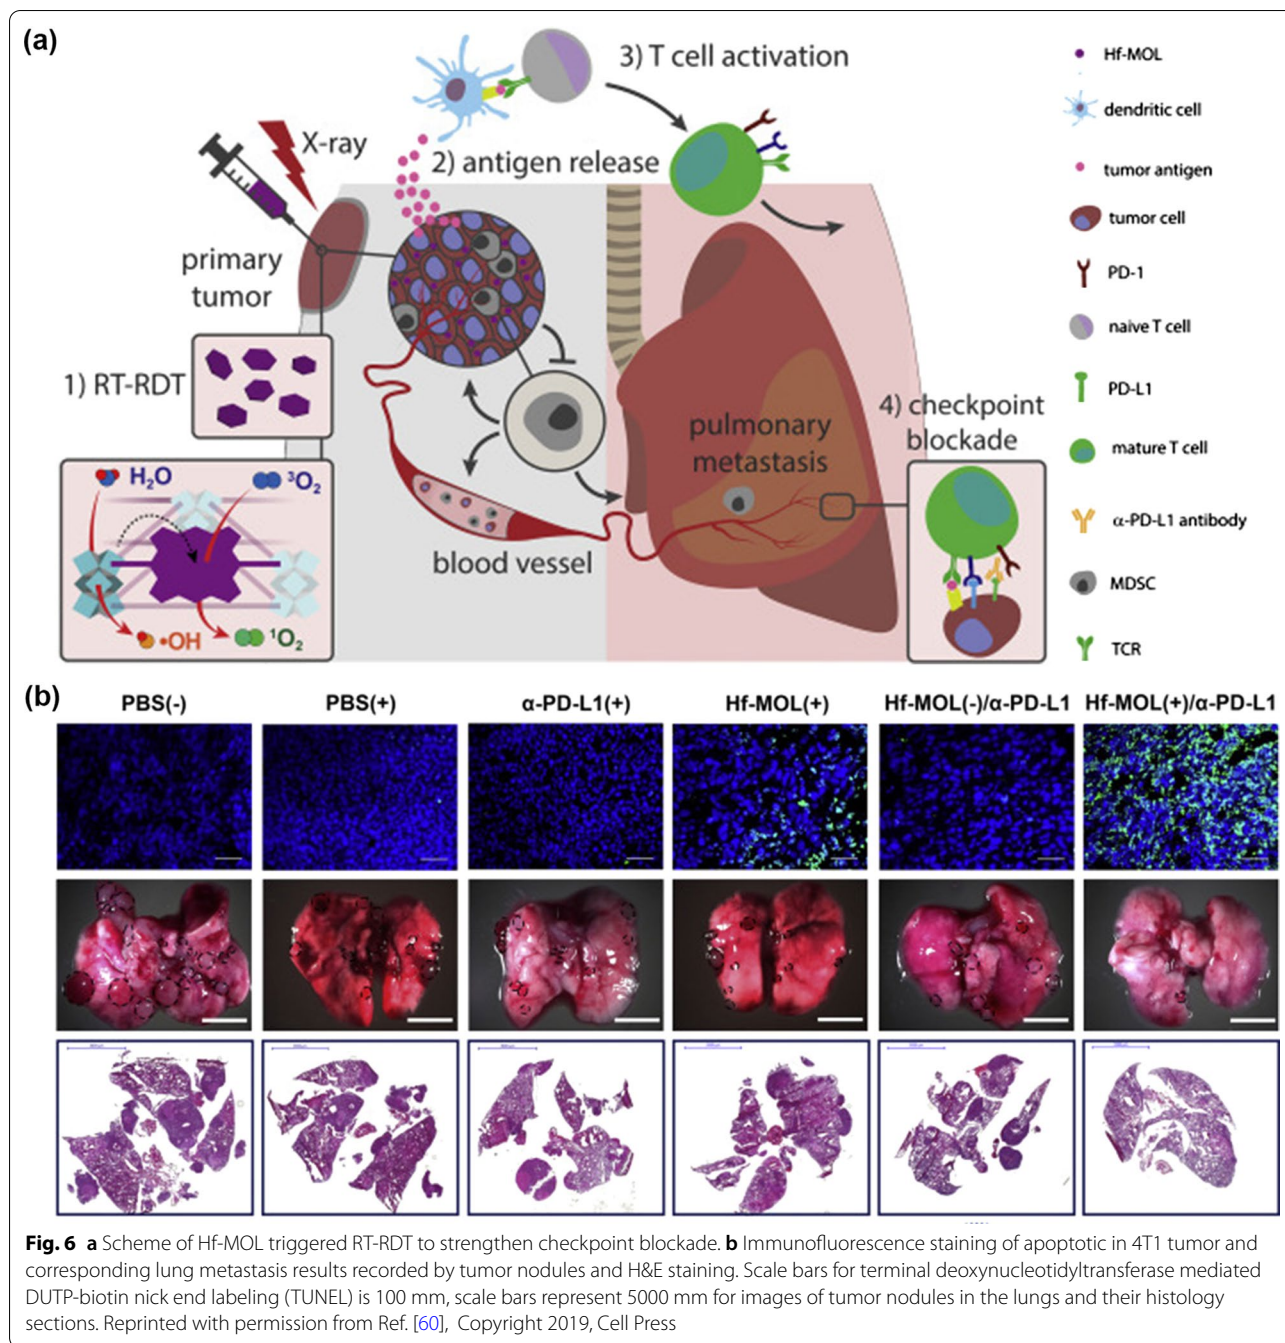 (a)
3) T cell activation
X-ray
2) antigen release
primary
tumor
1) RT-RDT
H₂O
³O₂
•OH
¹O₂
blood vessel
pulmonary
metastasis
4) checkpoint
blockade
Hf-MOL
dendritic cell
tumor antigen
tumor cell
PD-1
naive T cell
PD-L1
mature T cell
α-PD-L1 antibody
MDSC
TCR
(b)
PBS(-)
PBS(+)
α-PD-L1(+)
Hf-MOL(+)
Hf-MOL(-)/α-PD-L1
Hf-MOL(+)/α-PD-L1
Fig. 6 a Scheme of Hf-MOL triggered RT-RDT to strengthen checkpoint blockade. b Immunofluorescence staining of apoptotic in 4T1 tumor and
corresponding lung metastasis results recorded by tumor nodules and H&E staining. Scale bars for terminal deoxynucleotidyltransferase mediated
DUTP-biotin nick end labeling (TUNEL) is 100 mm, scale bars represent 5000 mm for images of tumor nodules in the lungs and their histology
sections. Reprinted with permission from Ref. [60], Copyright 2019, Cell Press